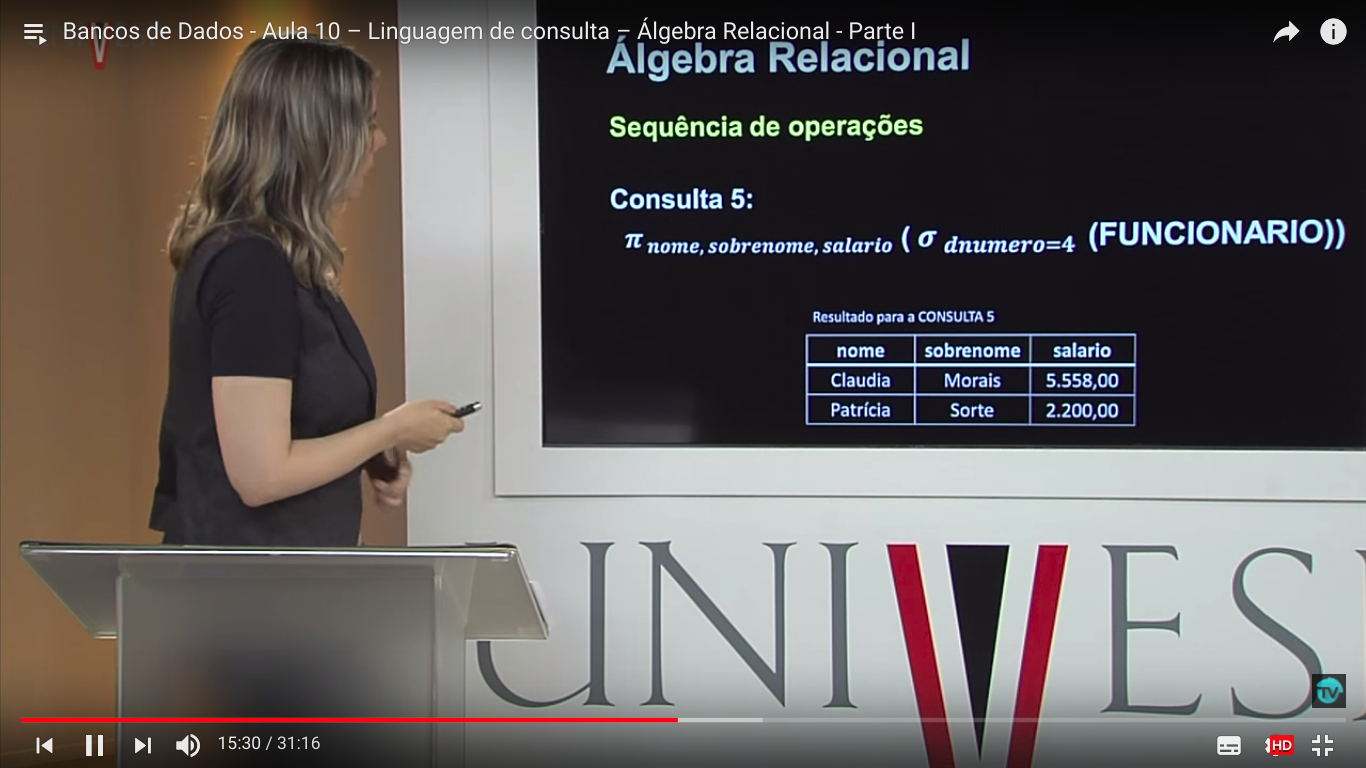 Bancos de Dados - Aula 10 – Linguagem de consulta – Álgebra Relacional - Parte I
Álgebra Relacional
Sequência de operações
Consulta 5:
π nome, sobrenome, salario ( σ dnumero=4 (FUNCIONARIO))
Resultado para a CONSULTA 5
nome sobrenome salario
Claudia Morais 5.558,00
Patrícia Sorte 2.200,00
UNIVES
TV
15:30 / 31:16
HD